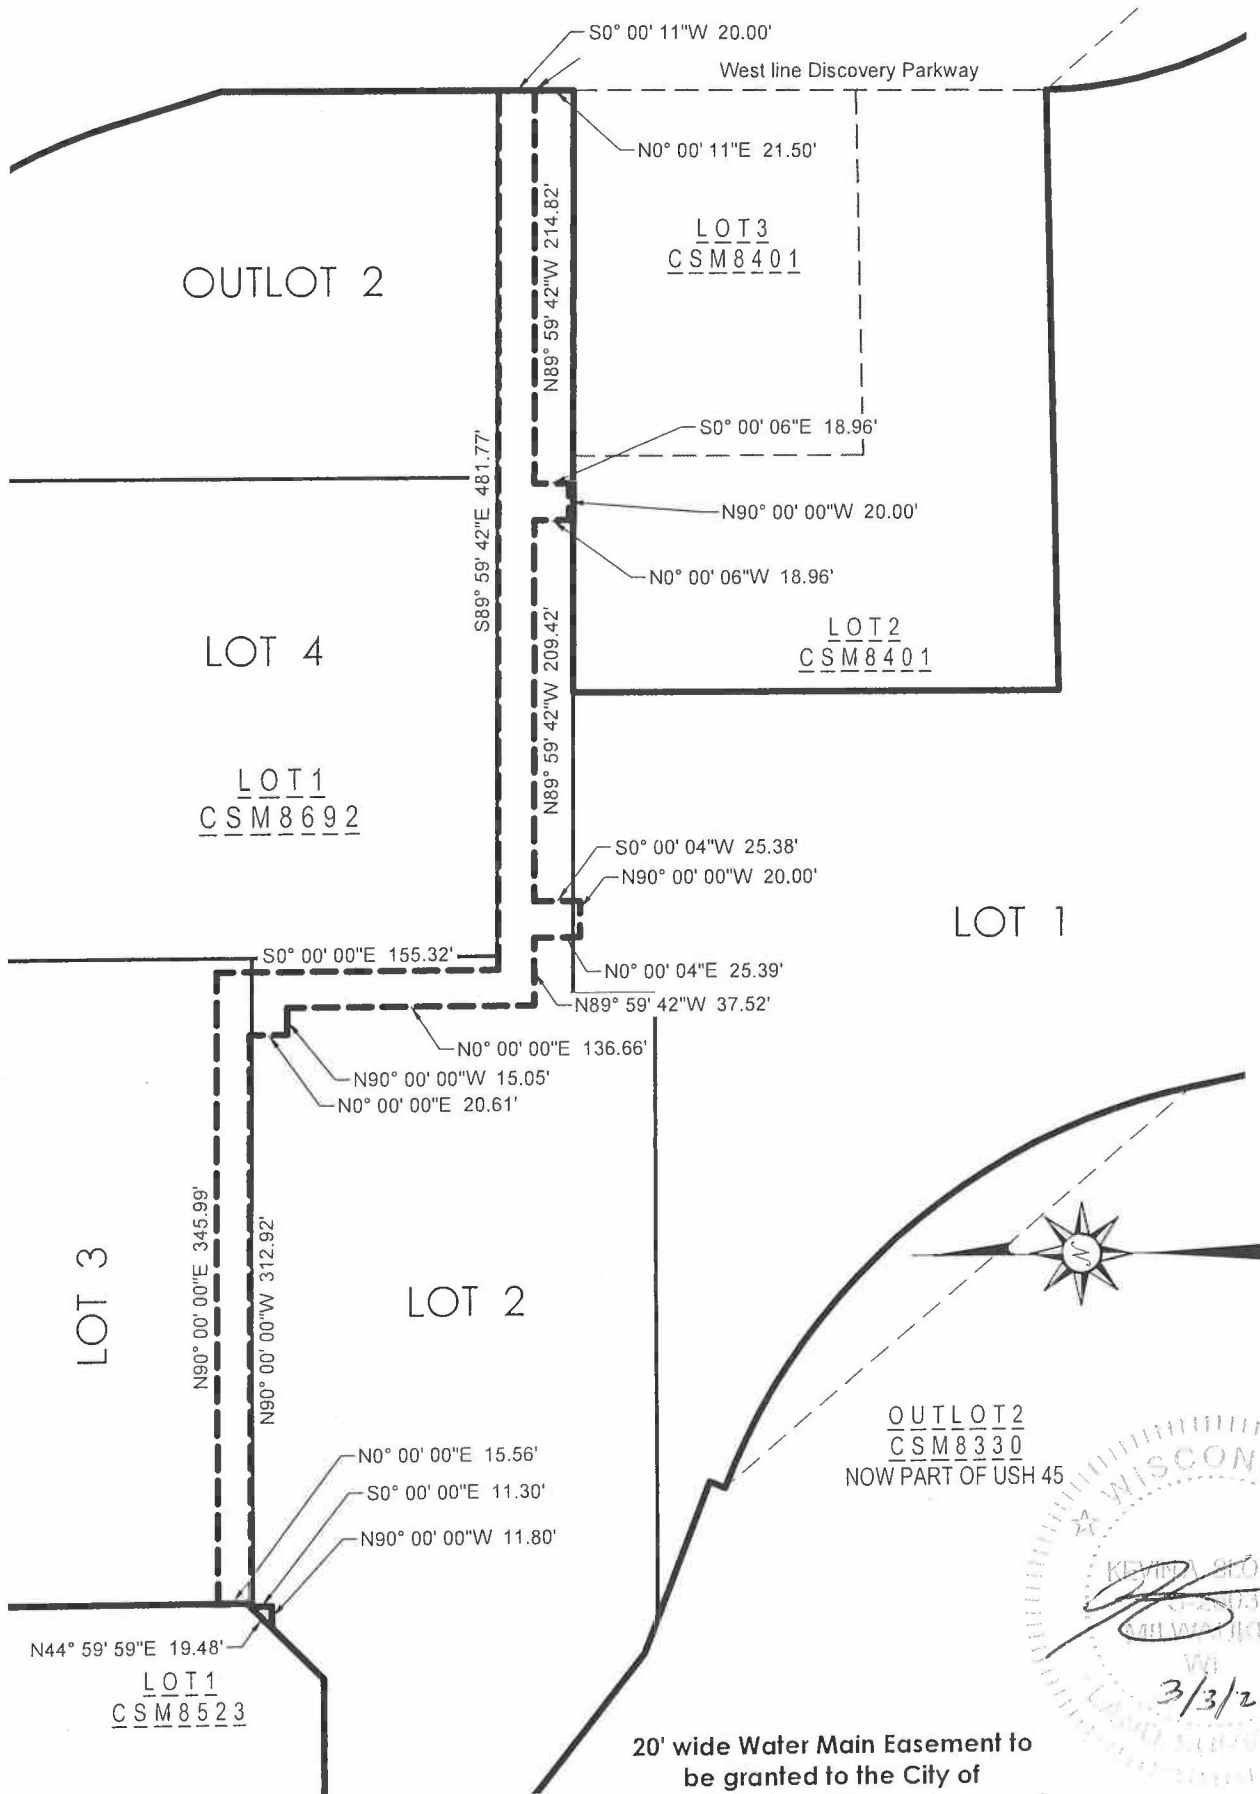 S0° 00' 11"W 20.00'
West line Discovery Parkway
N0° 00' 11"E 21.50'
N89° 59' 42"W 214.82'
LOT 3
CSM 8401
OUTLOT 2
S0° 00' 06"E 18.96'
S89° 59' 42"E 481.77'
N90° 00' 00"W 20.00'
N0° 00' 06"W 18.96'
LOT 2
CSM 8401
LOT 4
N89° 59' 42"W 209.42'
LOT 1
CSM 8692
S0° 00' 04"W 25.38'
N90° 00' 00"W 20.00'
LOT 1
S0° 00' 00"E 155.32'
N0° 00' 04"E 25.39'
N89° 59' 42"W 37.52'
N0° 00' 00"E 136.66'
N90° 00' 00"W 15.05'
N0° 00' 00"E 20.61'
N90° 00' 00"E 345.99'
N90° 00' 00"W 312.92'
N
LOT 3
LOT 2
OUTLOT 2
CSM 8330
NOW PART OF USH 45
N0° 00' 00"E 15.56'
S0° 00' 00"E 11.30'
N90° 00' 00"W 11.80'
WISCON
KEVIN A. SLO
WI
3/3/2
N44° 59' 59"E 19.48'
LOT 1
CSM 8523
20' wide Water Main Easement to
be granted to the City of